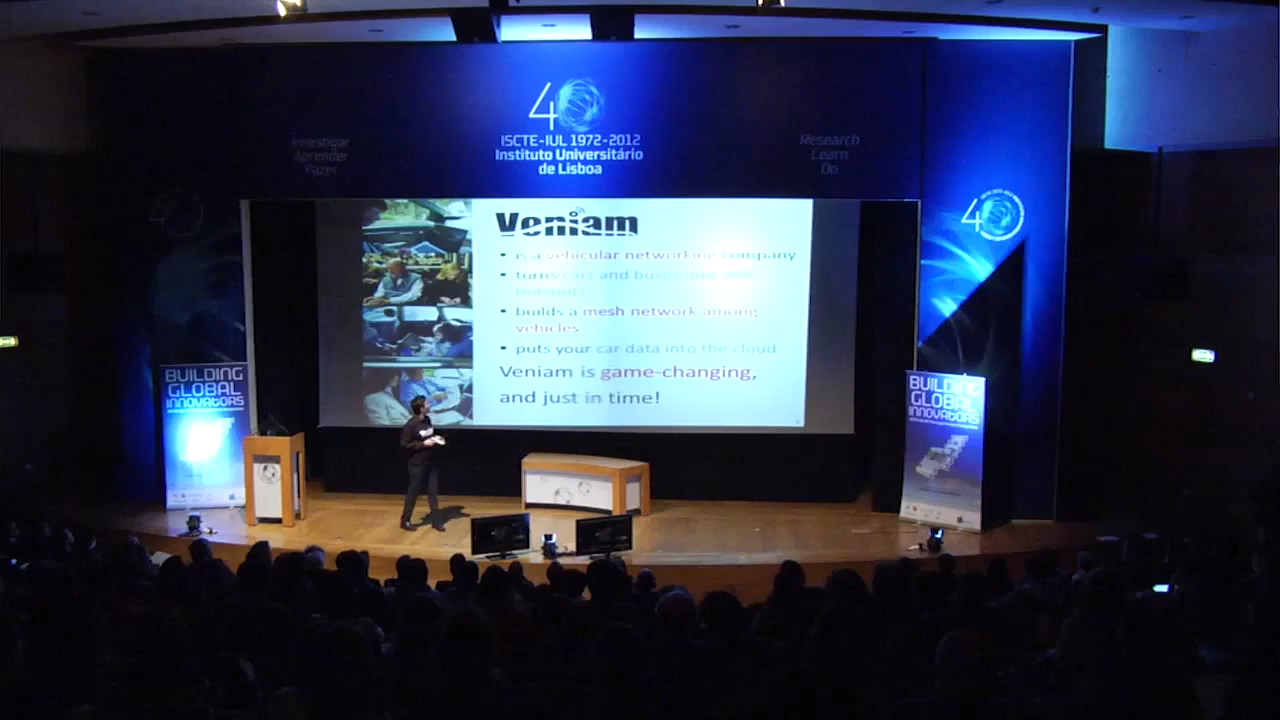 40
ISCTE-IUL 1972-2012
Instituto Universitário
de Lisboa
Investigar
Aprender
Fazer
Research
Learn
Do
40
40
Veniam
is a vehicular networking company
turns cars and buses into
hotspots
builds a mesh network among
vehicles
puts your car data into the cloud
Veniam is game-changing,
and just in time!
BUILDING
GLOBAL
INNOVATORS
BUILDING
GLOBAL
INNOVATORS